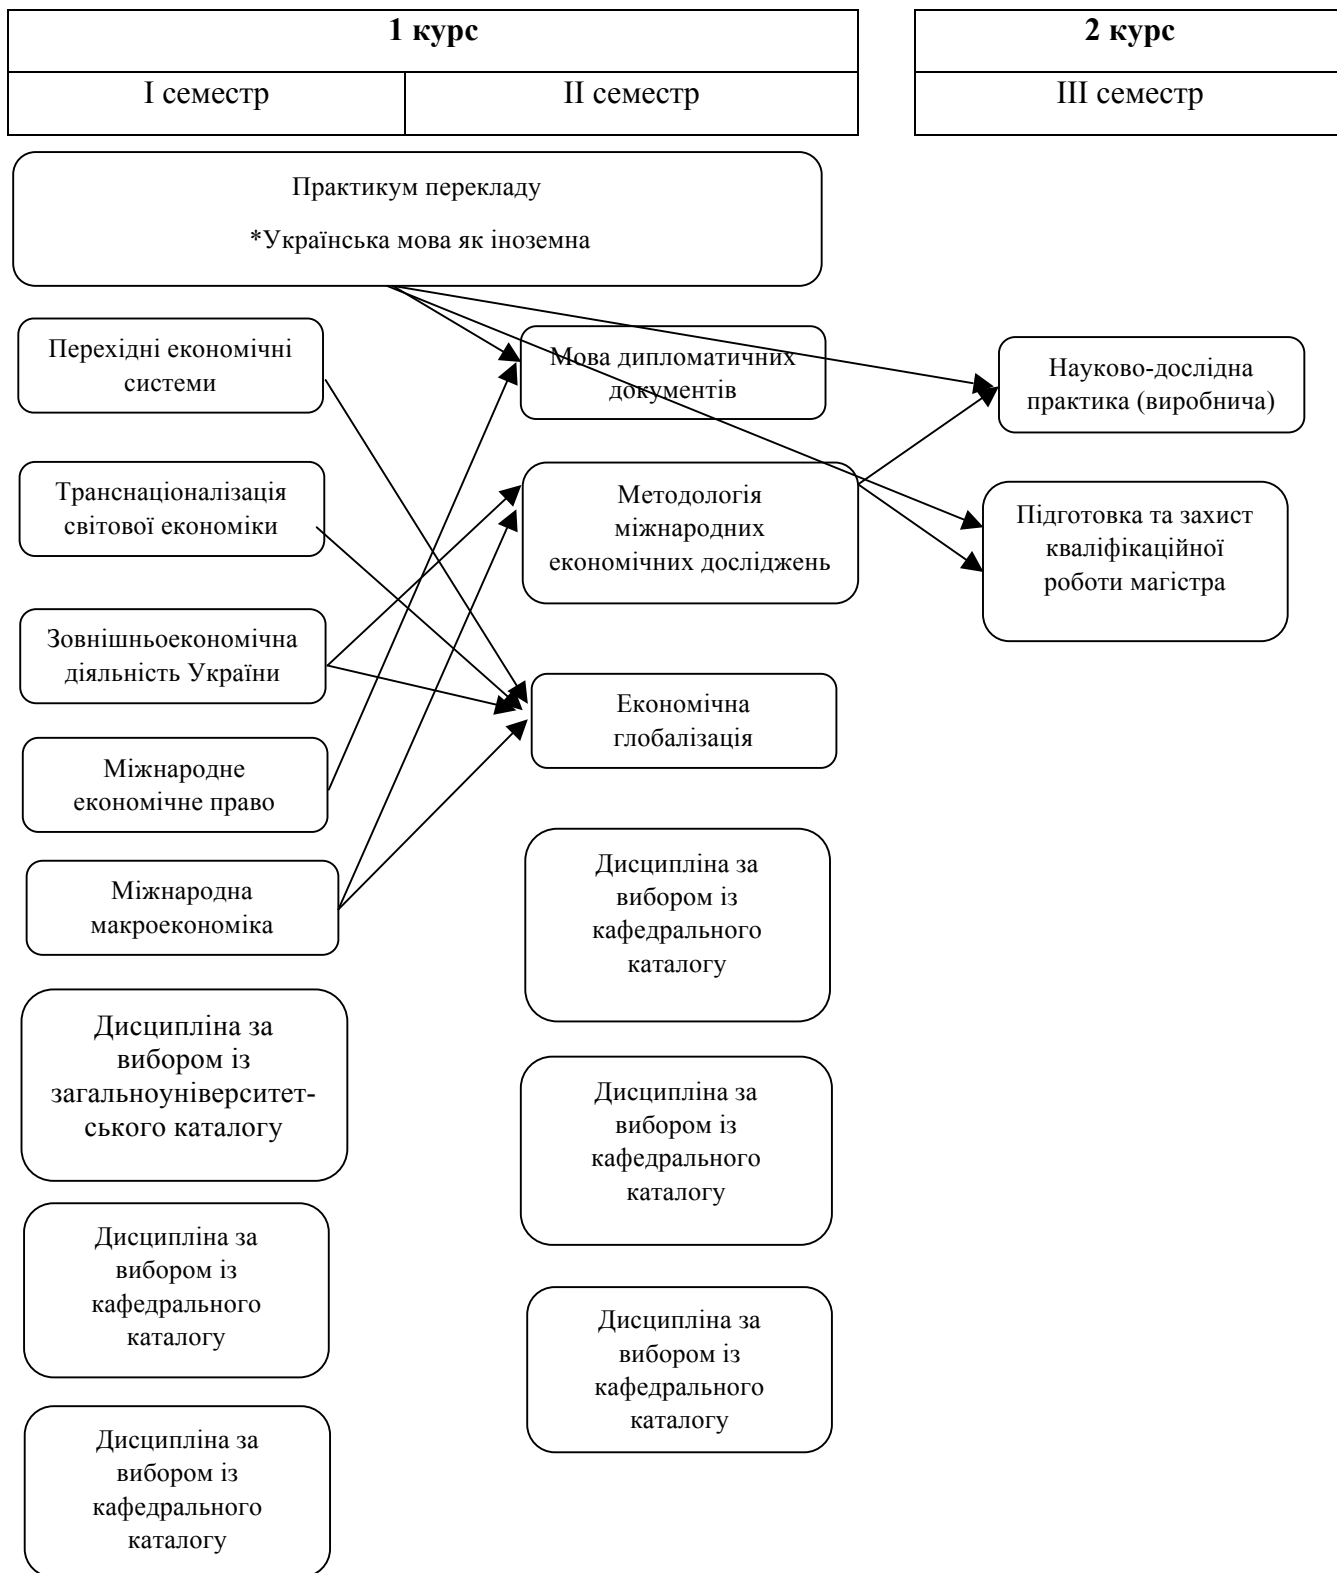 1 курс
2 курс
I семестр
II семестр
III семестр
Практикум перекладу
*Українська мова як іноземна
Перехідні економічні
системи
Мова дипломатичних
документів
Науково-дослідна
практика (виробнича)
Транснаціоналізація
світової економіки
Методологія
міжнародних
економічних досліджень
Підготовка та захист
кваліфікаційної
роботи магістра
Зовнішньоекономічна
діяльність України
Економічна
глобалізація
Міжнародне
економічне право
Міжнародна
макроекономіка
Дисципліна за
вибором із
кафедрального
каталогу
Дисципліна за
вибором із
загальноуніверситет-
ського каталогу
Дисципліна за
вибором із
кафедрального
каталогу
Дисципліна за
вибором із
кафедрального
каталогу
Дисципліна за
вибором із
кафедрального
каталогу
Дисципліна за
вибором із
кафедрального
каталогу